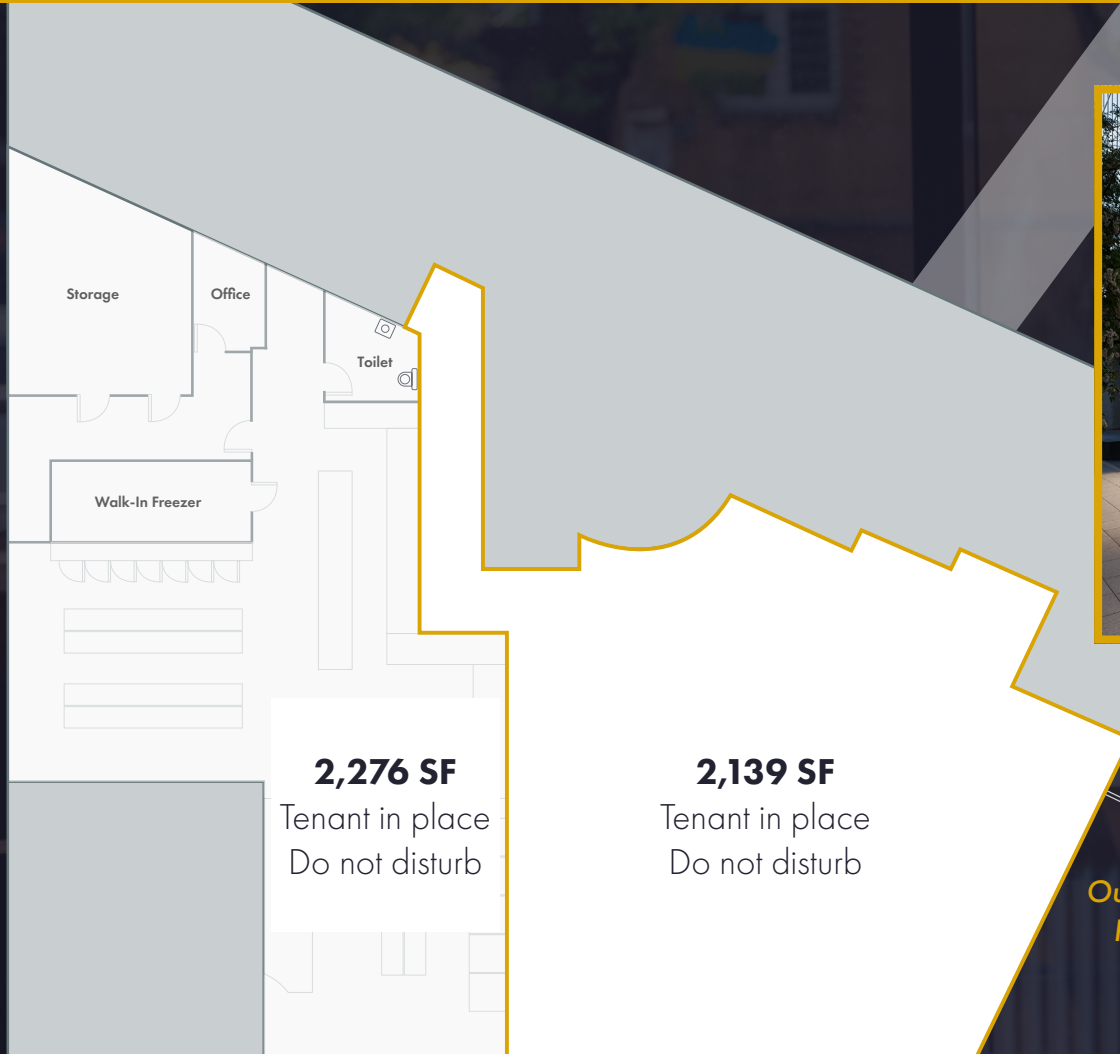 Storage
Office
Toilet
Walk-In Freezer
2,276 SF
Tenant in place
Do not disturb
2,139 SF
Tenant in place
Do not disturb